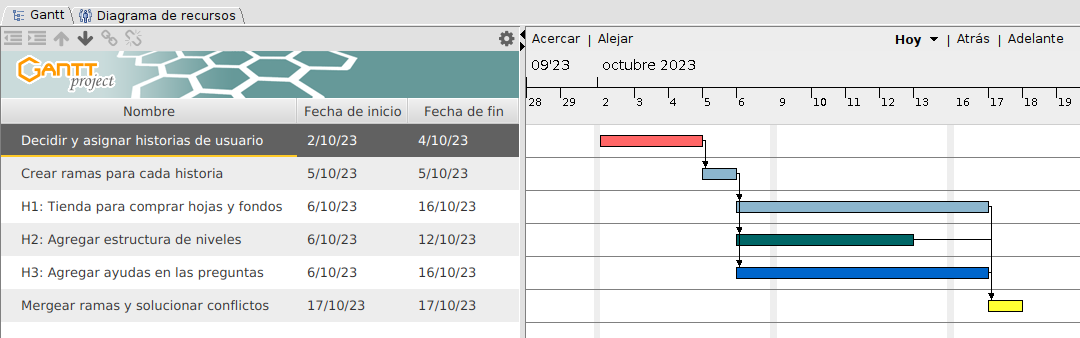 Gantt Diagrama de recursos
Acercar Alejar Hoy Atrás Adelante
GANTT project
09'23 octubre 2023
28 29 2 3 4 5 6 9 10 11 12 13 16 17 18 19
Nombre Fecha de inicio Fecha de fin
Decidir y asignar historias de usuario 2/10/23 4/10/23
Crear ramas para cada historia 5/10/23 5/10/23
H1: Tienda para comprar hojas y fondos 6/10/23 16/10/23
H2: Agregar estructura de niveles 6/10/23 12/10/23
H3: Agregar ayudas en las preguntas 6/10/23 16/10/23
Mergear ramas y solucionar conflictos 17/10/23 17/10/23